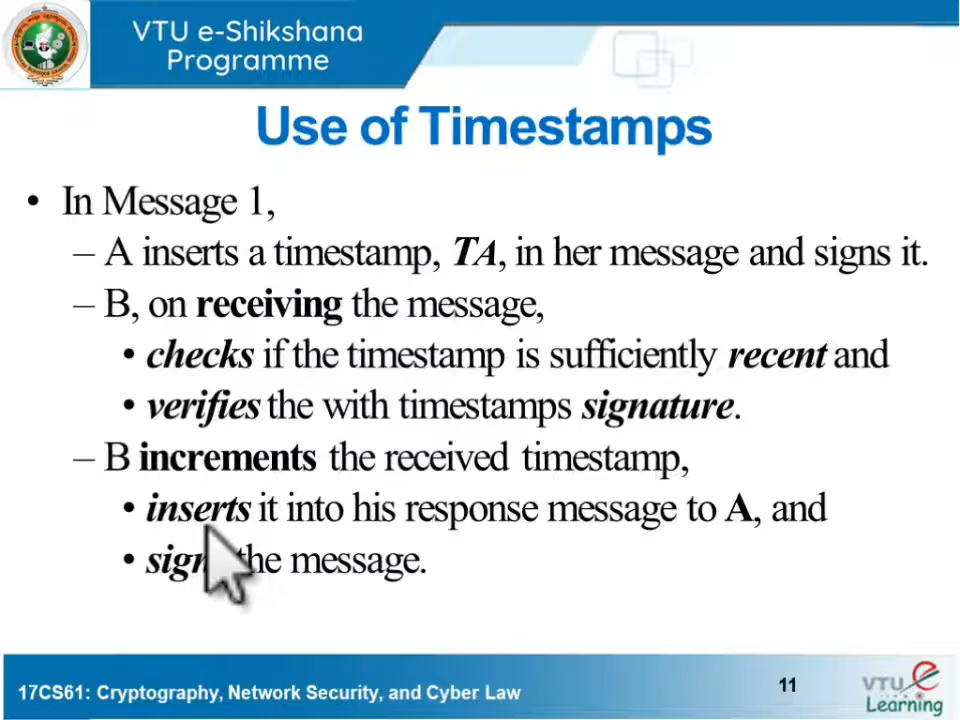 VTU e-Shikshana
Programme
Use of Timestamps
• In Message 1,
– A inserts a timestamp, TA, in her message and signs it.
– B, on receiving the message,
• checks if the timestamp is sufficiently recent and
• verifies the with timestamps signature.
– B increments the received timestamp,
• inserts it into his response message to A, and
• sign the message.
17CS61: Cryptography, Network Security, and Cyber Law
11
VTU e
Learning